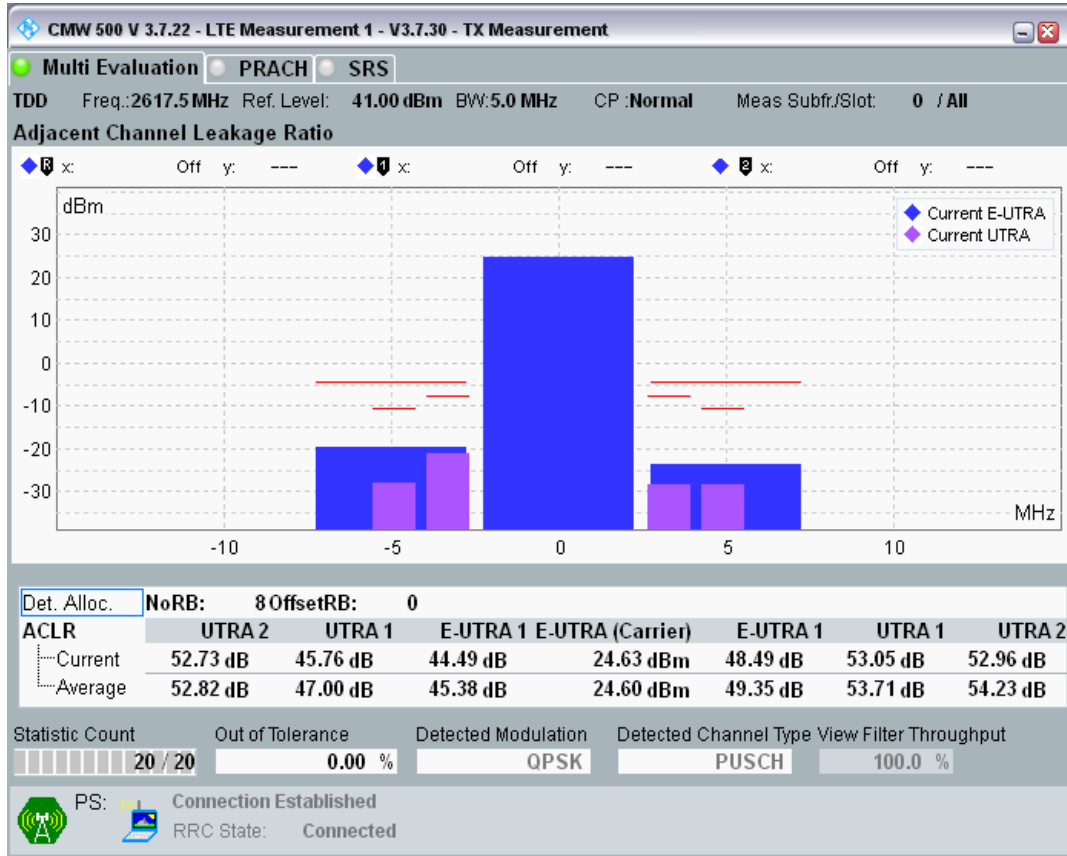 CMW 500 V 3.7.22 - LTE Measurement 1 - V3.7.30 - TX Measurement
Multi Evaluation PRACH SRS
TDD Freq.:2617.5 MHz Ref. Level: 41.00 dBm BW:5.0 MHz CP :Normal Meas Subfr./Slot: 0 / All
Adjacent Channel Leakage Ratio
R x: Off y: --- 1 x: Off y: --- 2 x: Off y: ---
dBm
Current E-UTRA
Current UTRA
30
20
10
0
-10
-20
-30
MHz
-10 -5 0 5 10
Det. Alloc. NoRB: 8 OffsetRB: 0
ACLR UTRA 2 UTRA 1 E-UTRA 1 E-UTRA (Carrier) E-UTRA 1 UTRA 1 UTRA 2
Current 52.73 dB 45.76 dB 44.49 dB 24.63 dBm 48.49 dB 53.05 dB 52.96 dB
Average 52.82 dB 47.00 dB 45.38 dB 24.60 dBm 49.35 dB 53.71 dB 54.23 dB
Statistic Count Out of Tolerance Detected Modulation Detected Channel Type View Filter Throughput
20 / 20 0.00 % QPSK PUSCH 100.0 %
PS: Connection Established
RRC State: Connected